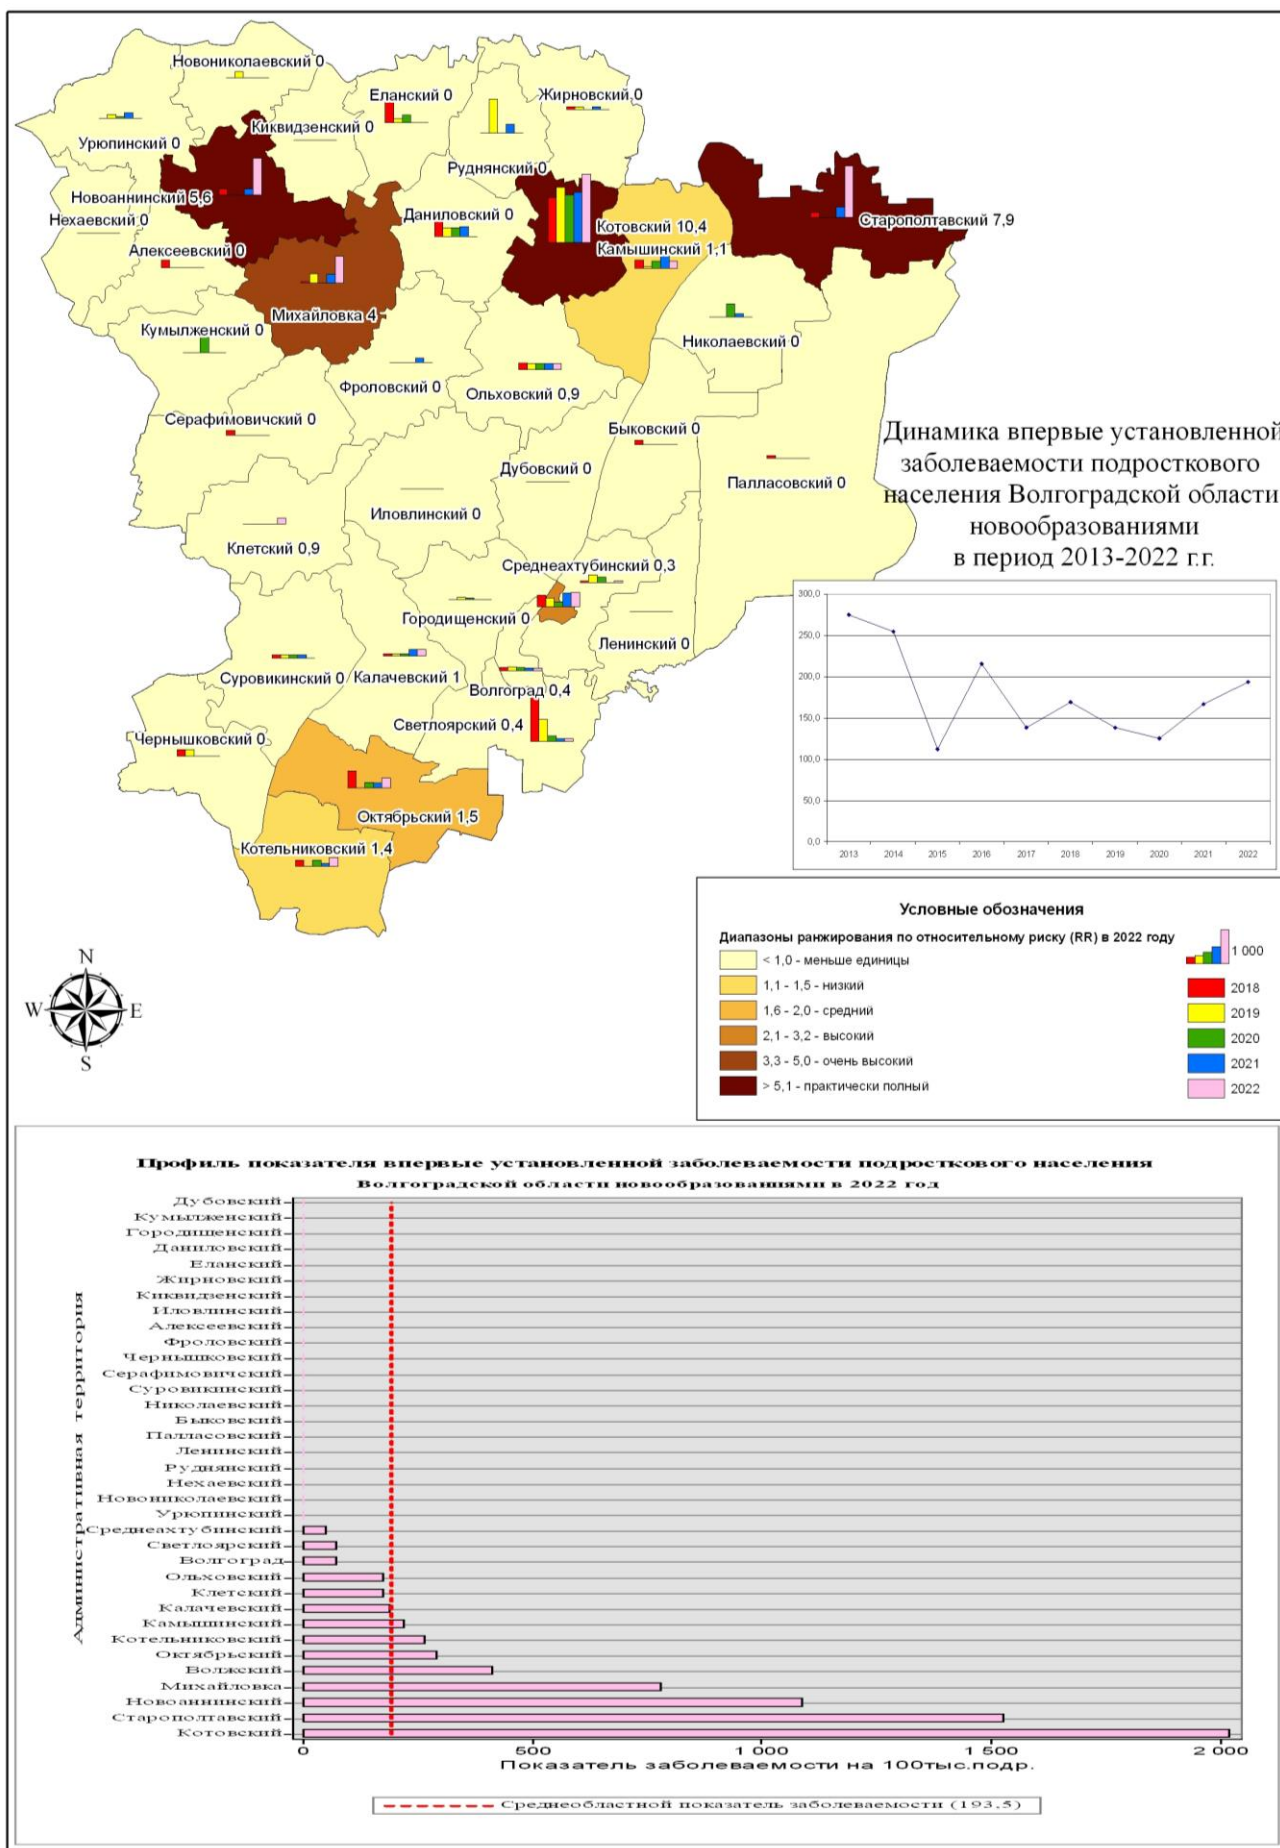 Новониколаевский 0
Еланский 0
Жирновский 0
Киквидзенский 0
Урюпинский 0
Руднянский 0
Новоаннинский 5,6
Нехаевский 0
Даниловский 0
Котовский 10,4
Старополтавский 7,9
Алексеевский 0
Камышинский 1,1
Михайловка 4
Кумылженский 0
Николаевский 0
Фроловский 0
Ольховский 0,9
Серафимовичский 0
Быковский 0
Дубовский 0
Палласовский 0
Иловлинский 0
Клетский 0,9
Среднеахтубинский 0,3
Городищенский 0
Ленинский 0
Суровикинский 0
Калачевский 1
Волгоград 0,4
Светлоярский 0,4
Чернышковский 0
Октябрьский 1,5
Котельниковский 1,4
Динамика впервые установленной
заболеваемости подросткового
населения Волгоградской области
новообразованиями
в период 2013-2022 г.г.
300,0
250,0
200,0
150,0
100,0
50,0
0,0
2013 2014 2015 2016 2017 2018 2019 2020 2021 2022
N
W E
S
Условные обозначения
Диапазоны ранжирования по относительному риску (RR) в 2022 году
< 1,0 - меньше единицы
1,1 - 1,5 - низкий
1,6 - 2,0 - средний
2,1 - 3,2 - высокий
3,3 - 5,0 - очень высокий
> 5,1 - практически полный
1 000
2018
2019
2020
2021
2022
Профиль показателя впервые установленной заболеваемости подросткового населения
Волгоградской области новообразованиями в 2022 год
Административная территория
Дубовский
Кумылженский
Городищенский
Даниловский
Еланский
Жирновский
Киквидзенский
Иловлинский
Алексеевский
Фроловский
Чернышковский
Серафимовичский
Суровикинский
Николаевский
Быковский
Палласовский
Ленинский
Руднянский
Нехаевский
Новониколаевский
Урюпинский
Среднеахтубинский
Светлоярский
Волгоград
Ольховский
Клетский
Калачевский
Камышинский
Котельниковский
Октябрьский
Волжский
Михайловка
Новоаннинский
Старополтавский
Котовский
0 500 1 000 1 500 2 000
Показатель заболеваемости на 100тыс.подр.
Среднеобластной показатель заболеваемости (193,5)